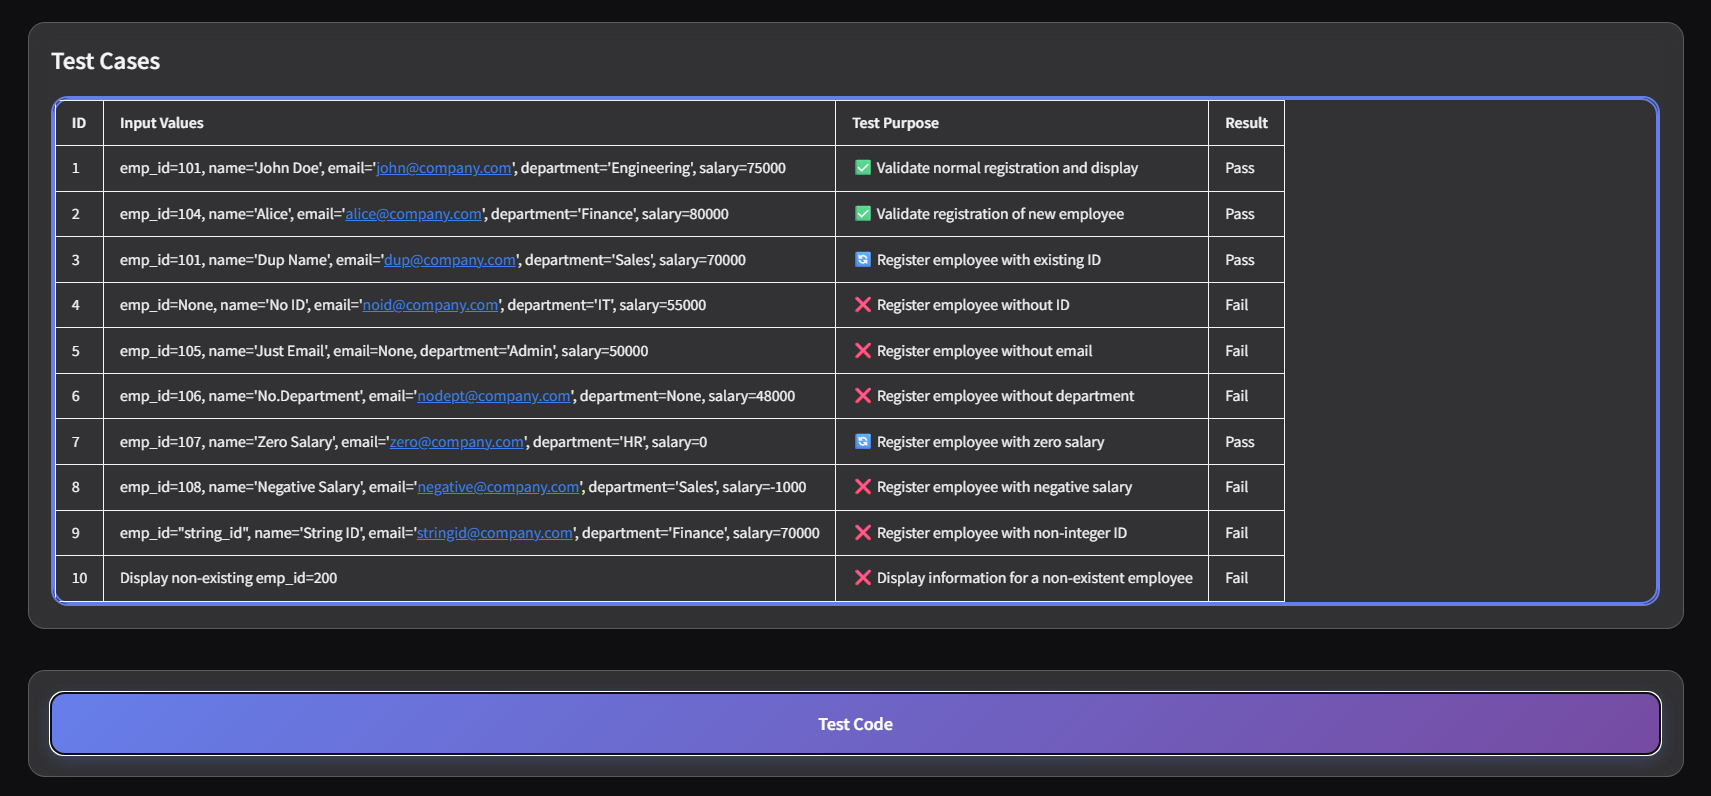 Test Cases
ID Input Values Test Purpose Result
1 emp_id=101, name='John Doe', email='john@company.com', department='Engineering', salary=75000 ✅ Validate normal registration and display Pass
2 emp_id=104, name='Alice', email='alice@company.com', department='Finance', salary=80000 ✅ Validate registration of new employee Pass
3 emp_id=101, name='Dup Name', email='dup@company.com', department='Sales', salary=70000 🔄 Register employee with existing ID Pass
4 emp_id=None, name='No ID', email='noid@company.com', department='IT', salary=55000 ❌ Register employee without ID Fail
5 emp_id=105, name='Just Email', email=None, department='Admin', salary=50000 ❌ Register employee without email Fail
6 emp_id=106, name='No.Department', email='nodept@company.com', department=None, salary=48000 ❌ Register employee without department Fail
7 emp_id=107, name='Zero Salary', email='zero@company.com', department='HR', salary=0 🔄 Register employee with zero salary Pass
8 emp_id=108, name='Negative Salary', email='negative@company.com', department='Sales', salary=-1000 ❌ Register employee with negative salary Fail
9 emp_id="string_id", name='String ID', email='stringid@company.com', department='Finance', salary=70000 ❌ Register employee with non-integer ID Fail
10 Display non-existing emp_id=200 ❌ Display information for a non-existent employee Fail
Test Code